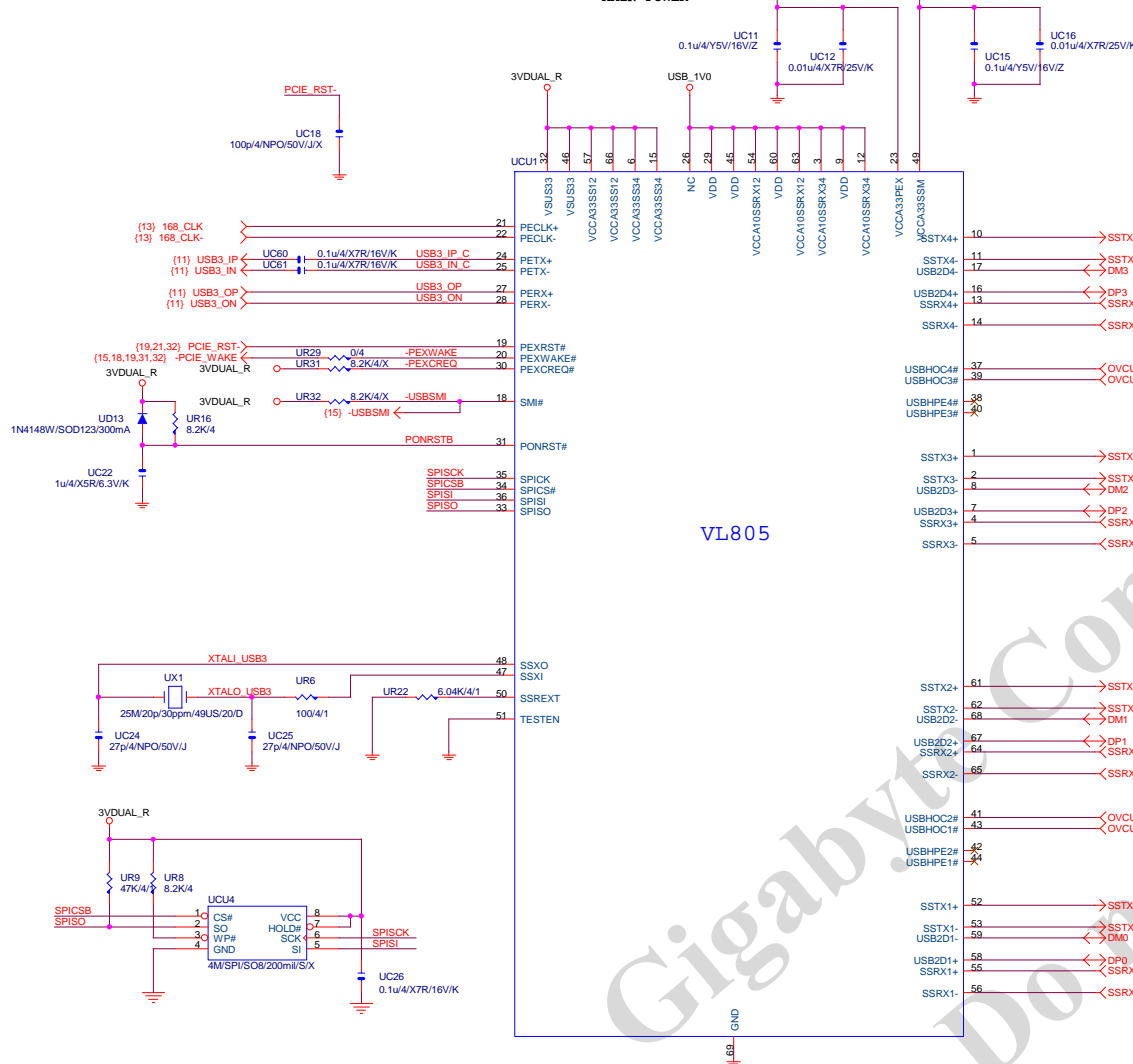 UC11
0.1u/4/Y5V/16V/Z
UC12
0.01u/4/X7R/25V/K
UC15
0.1u/4/Y5V/16V/Z
UC16
0.01u/4/X7R/25V/K
PCIE_RST-
UC18
100p/4/NPO/50V/J/X
3VDUAL_R
USB_1V0
UCU1
32
46
57
66
6
15
26
29
45
54
60
63
3
9
12
23
49
VSUS33
VSUS33
VCCA33SS12
VCCA33SS12
VCCA33SS34
VCCA33SS34
NC
VDD
VDD
VCCA10SSRX12
VDD
VCCA10SSRX12
VCCA10SSRX34
VDD
VCCA10SSRX34
VCCA33PEX
VCCA33SSM
{13} 168_CLK 21 PECLK+
{13} 168_CLK- 22 PECLK-
{11} USB3_IP UC60 0.1u/4/X7R/16V/K USB3_IP_C 24 PETX+
{11} USB3_IN UC61 0.1u/4/X7R/16V/K USB3_IN_C 25 PETX-
{11} USB3_OP USB3_OP 27 PERX+
{11} USB3_ON USB3_ON 28 PERX-
{19,21,32} PCIE_RST- 19 PEXRST#
{15,18,19,31,32} -PCIE_WAKE UR29 0/4 -PEXWAKE 20 PEXWAKE#
3VDUAL_R UR31 8.2K/4/X -PEXCREQ 30 PEXCREQ#
3VDUAL_R
3VDUAL_R UR32 8.2K/4/X -USBSMI 18 SMI#
{15} -USBSMI
UD13
1N4148W/SOD123/300mA
UR16
8.2K/4
PONRSTB 31 PONRST#
UC22
1u/4/X5R/6.3V/K
SPISCK 35 SPICK
SPICSB 34 SPICS#
SPISI 36 SPISI
SPISO 33 SPISO
VL805
XTALI_USB3 48 SSXO
47 SSXI
UX1
XTALO_USB3
UR6
100/4/1
25M/20p/30ppm/49US/20/D
UR22 6.04K/4/1 50 SSREXT
51 TESTEN
UC24
27p/4/NPO/50V/J
UC25
27p/4/NPO/50V/J
SSTX4+ 10
SSTX4- 11
USB2D4- 17 DM3
USB2D4+ 16 DP3
SSRX4+ 13
SSRX4- 14
USBHOC4# 37
USBHOC3# 39
USBHPE4# 38
USBHPE3# 40
SSTX3+ 1
SSTX3- 2
USB2D3- 8 DM2
USB2D3+ 7 DP2
SSRX3+ 4
SSRX3- 5
SSTX2+ 61
SSTX2- 62
USB2D2- 68 DM1
USB2D2+ 67 DP1
SSRX2+ 64
SSRX2- 65
USBHOC2# 41
USBHOC1# 43
USBHPE2# 42
USBHPE1# 44
SSTX1+ 52
SSTX1- 53
USB2D1- 59 DM0
USB2D1+ 58 DP0
SSRX1+ 55
SSRX1- 56
GND
69
3VDUAL_R
UR9
UR8
8.2K/4
UCU4
SPICSB 1 CS# VCC 8
SPISO 2 SO HOLD# 7
3 WP# SCK 6 SPISCK
4 GND SI 5 SPISI
4M/SPI/SO8/200mil/S/X
UC26
0.1u/4/X7R/16V/K
Gigabyte